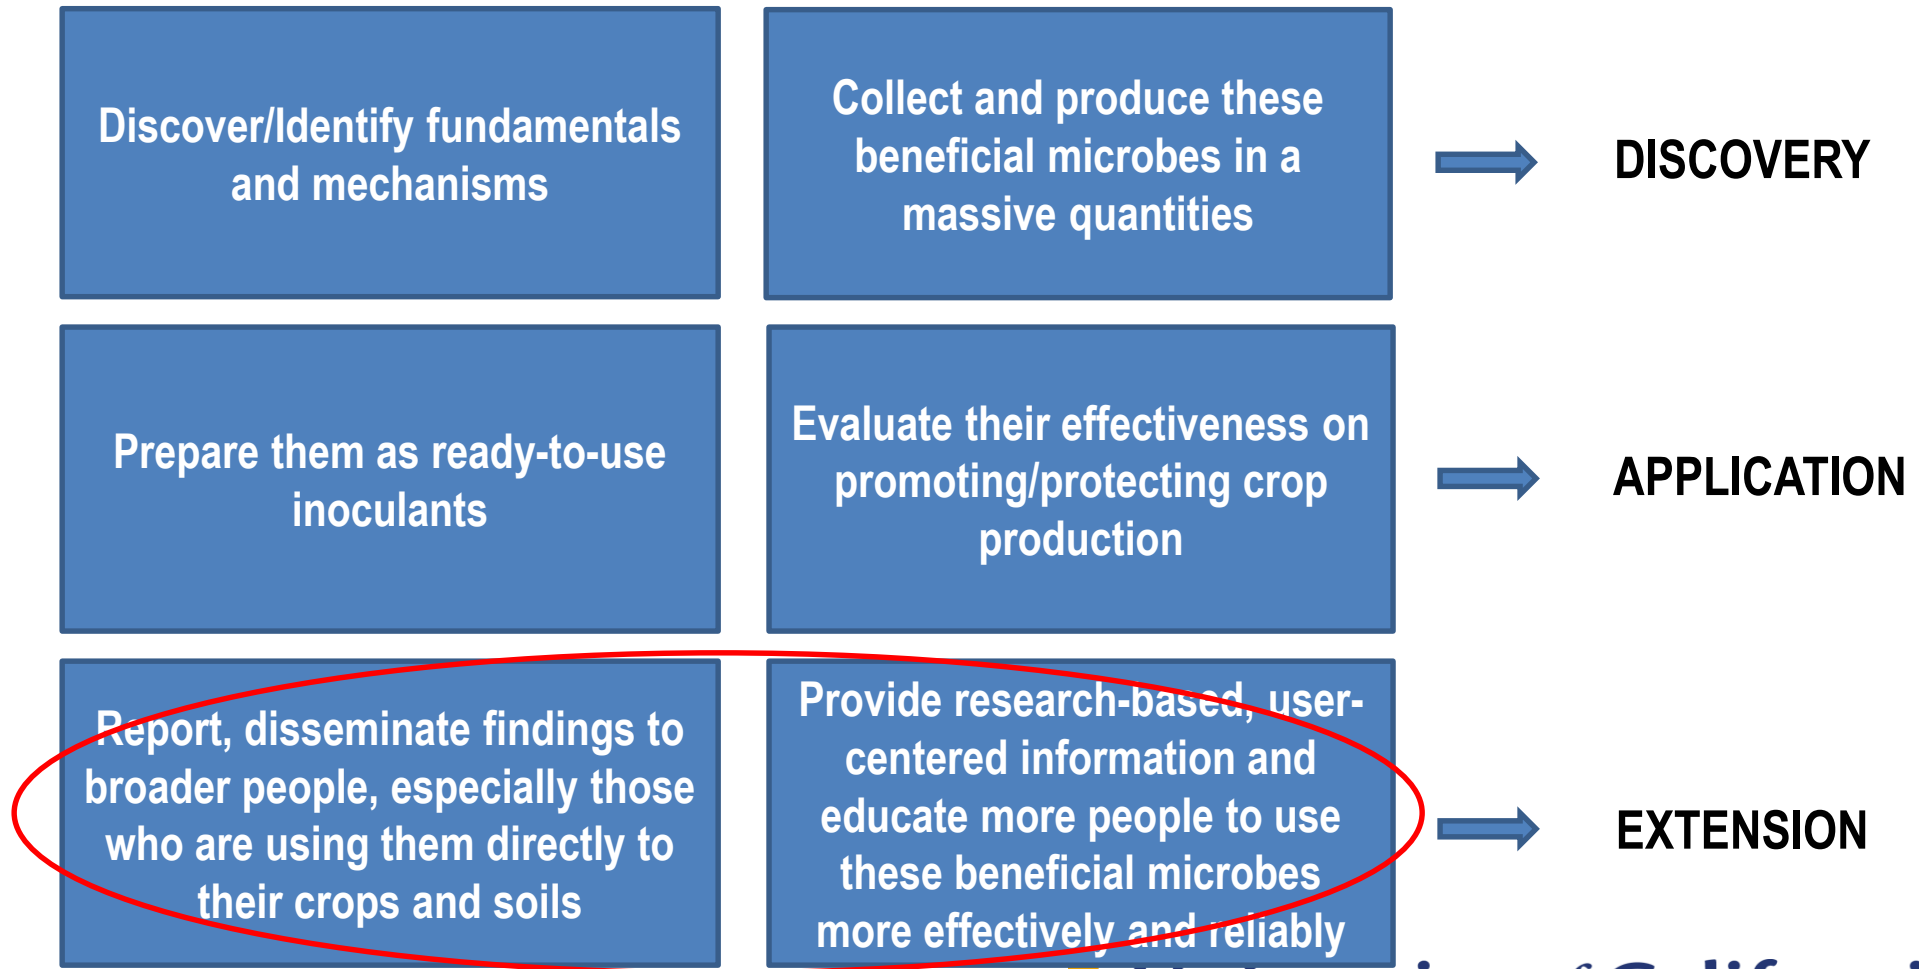 Discover/Identify fundamentals
and mechanisms
Collect and produce these
beneficial microbes in a
massive quantities
DISCOVERY
Prepare them as ready-to-use
inoculants
Evaluate their effectiveness on
promoting/protecting crop
production
APPLICATION
Report, disseminate findings to
broader people, especially those
who are using them directly to
their crops and soils
Provide research-based, user-
centered information and
educate more people to use
these beneficial microbes
more effectively and reliably
EXTENSION